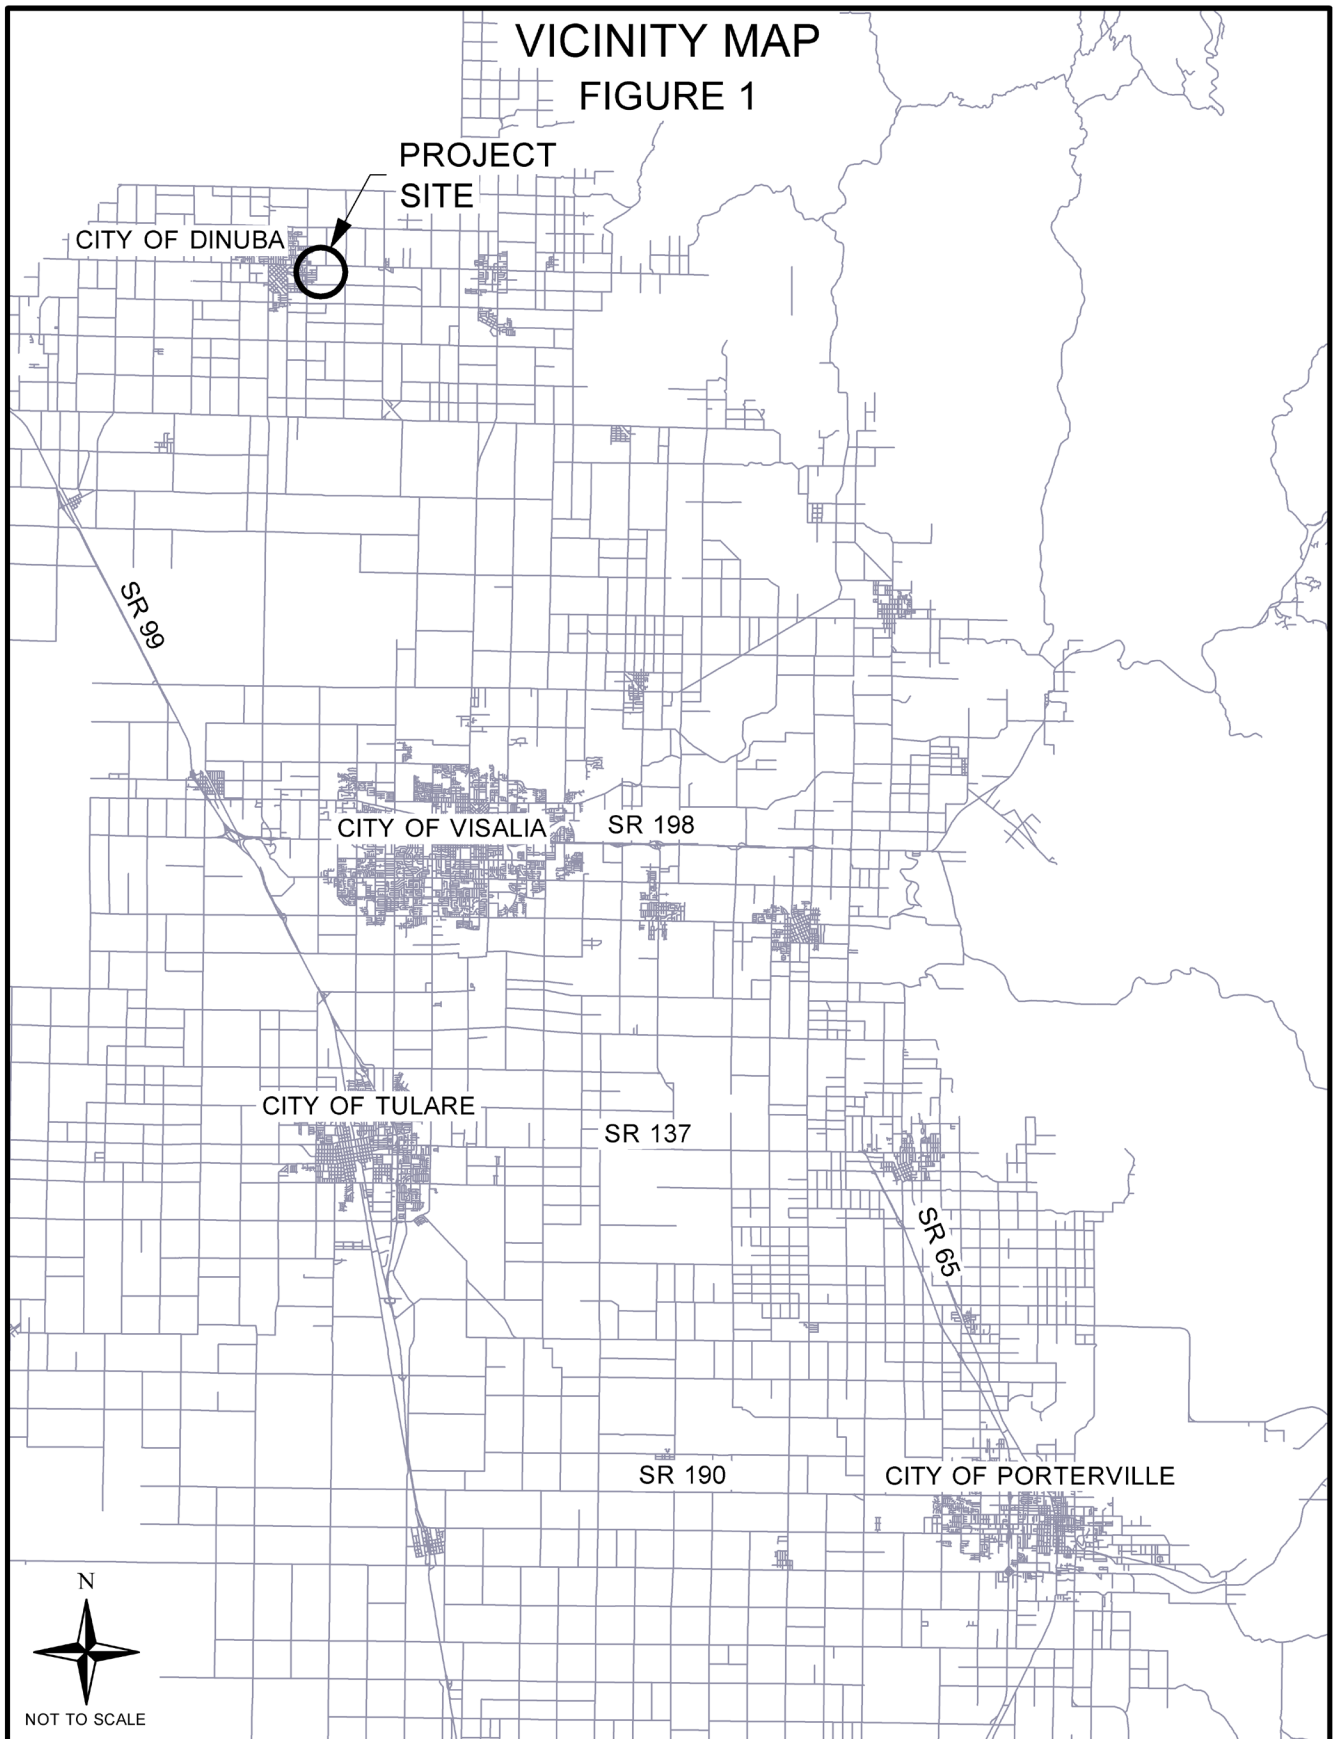 VICINITY MAP
FIGURE 1
PROJECT
SITE
CITY OF DINUBA
SR 99
CITY OF VISALIA
SR 198
CITY OF TULARE
SR 137
SR 65
SR 190
CITY OF PORTERVILLE
N
NOT TO SCALE